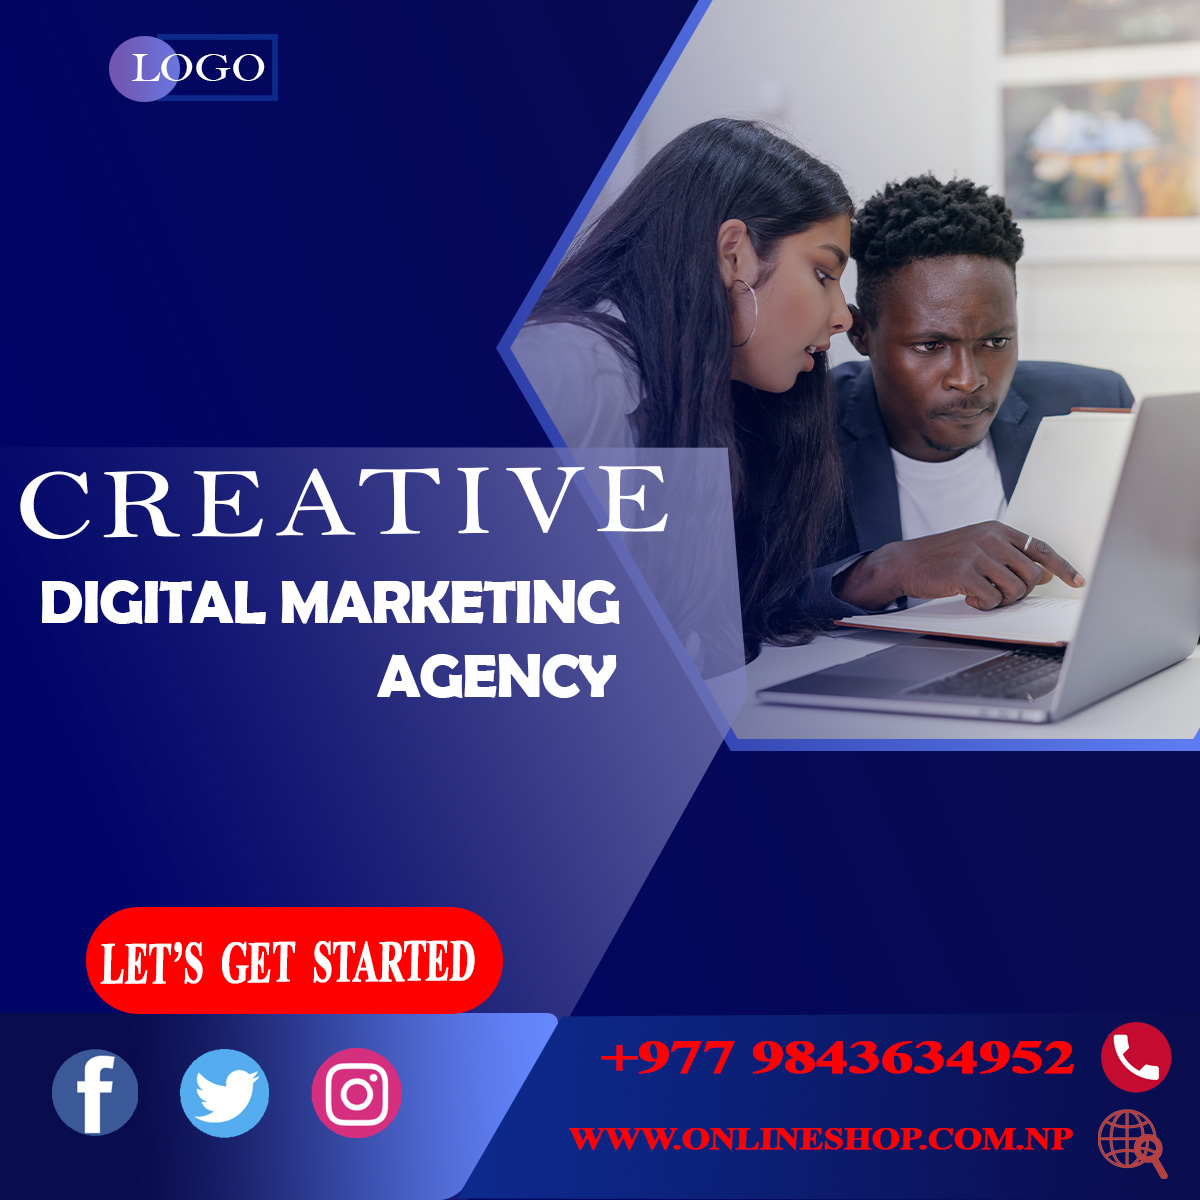 LOGO
CREATIVE
DIGITAL MARKETING
AGENCY
LET'S GET STARTED
+977 9843634952
WWW.ONLINESHOP.COM.NP